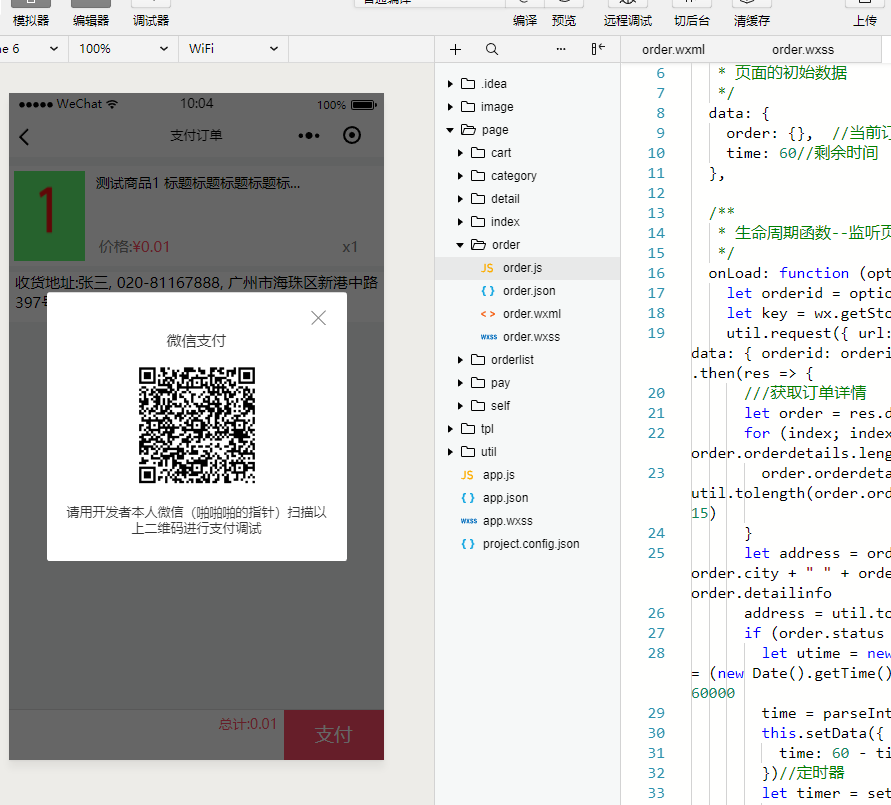 普通编译
模拟器 编辑器 调试器 编译 预览 远程调试 切后台 清缓存 上传
ne 6 100% WiFi
order.wxml order.wxss
WeChat 10:04 100%
支付订单
1
测试商品1 标题标题标题标题标...
价格:¥0.01 x1
收货地址:张三, 020-81167888, 广州市海珠区新港中路
397号
微信支付
请用开发者本人微信（啪啪啪的指针）扫描以
上二维码进行支付调试
总计:0.01
支付
.idea
image
page
cart
category
detail
index
order
JS order.js
{ } order.json
< > order.wxml
wxss order.wxss
orderlist
pay
self
tpl
util
JS app.js
{ } app.json
wxss app.wxss
{ } project.config.json
6 * 页面的初始数据
7 */
8 data: {
9 order: {}, //当前订
10 time: 60//剩余时间
11 },
12
13 /**
14 * 生命周期函数--监听页
15 */
16 onLoad: function (opt
17 let orderid = optio
18 let key = wx.getSto
19 util.request({ url:
data: { orderid: orderi
.then(res => {
20 ///获取订单详情
21 let order = res.d
22 for (index; index
order.orderdetails.leng
23 order.orderdeta
util.tolength(order.ord
15)
24 }
25 let address = ord
order.city + " " + orde
order.detailinfo
26 address = util.to
27 if (order.status
28 let utime = new
= (new Date().getTime()
60000
29 time = parseInt
30 this.setData({
31 time: 60 - ti
32 })//定时器
33 let timer = set